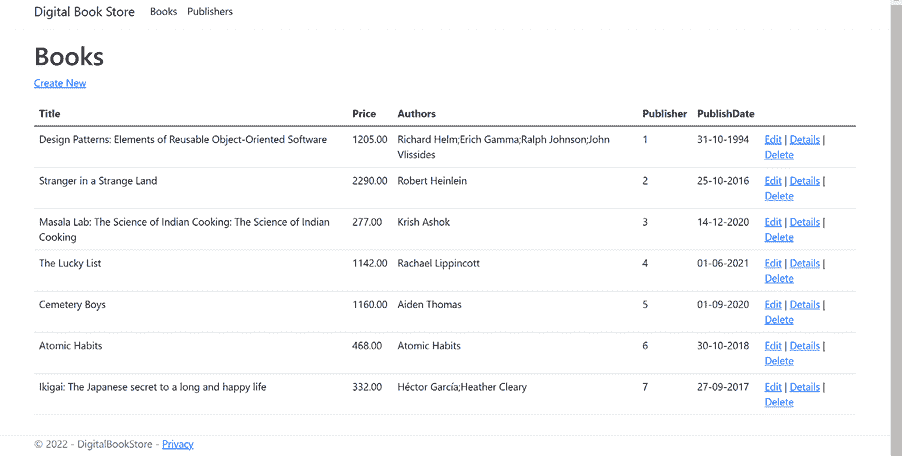 Digital Book Store Books Publishers
Books
Create New
Title Price Authors Publisher PublishDate
Design Patterns: Elements of Reusable Object-Oriented Software 1205.00 Richard Helm;Erich Gamma;Ralph Johnson;John 1 31-10-1994 Edit | Details |
Vlissides Delete
Stranger in a Strange Land 2290.00 Robert Heinlein 2 25-10-2016 Edit | Details |
Delete
Masala Lab: The Science of Indian Cooking: The Science of Indian 277.00 Krish Ashok 3 14-12-2020 Edit | Details |
Cooking Delete
The Lucky List 1142.00 Rachael Lippincott 4 01-06-2021 Edit | Details |
Delete
Cemetery Boys 1160.00 Aiden Thomas 5 01-09-2020 Edit | Details |
Delete
Atomic Habits 468.00 Atomic Habits 6 30-10-2018 Edit | Details |
Delete
Ikigai: The Japanese secret to a long and happy life 332.00 Héctor García;Heather Cleary 7 27-09-2017 Edit | Details |
Delete
© 2022 - DigitalBookStore - Privacy